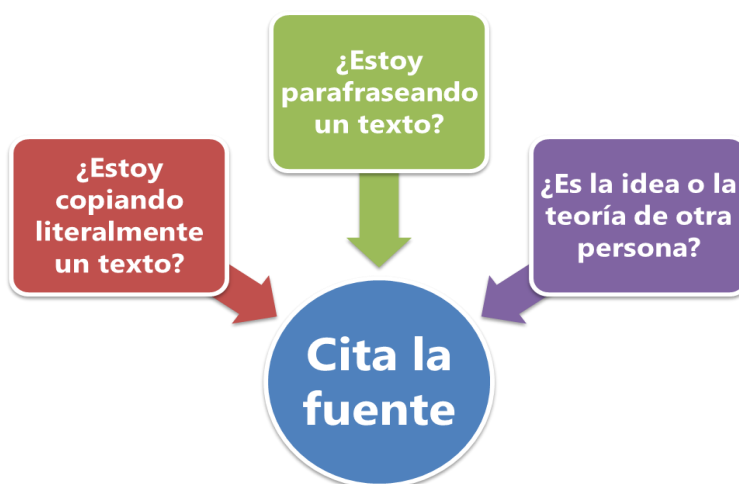 ¿Estoy
parafraseando
un texto?
¿Estoy
copiando
literalmente
un texto?
¿Es la idea o la
teoría de otra
persona?
Cita la
fuente